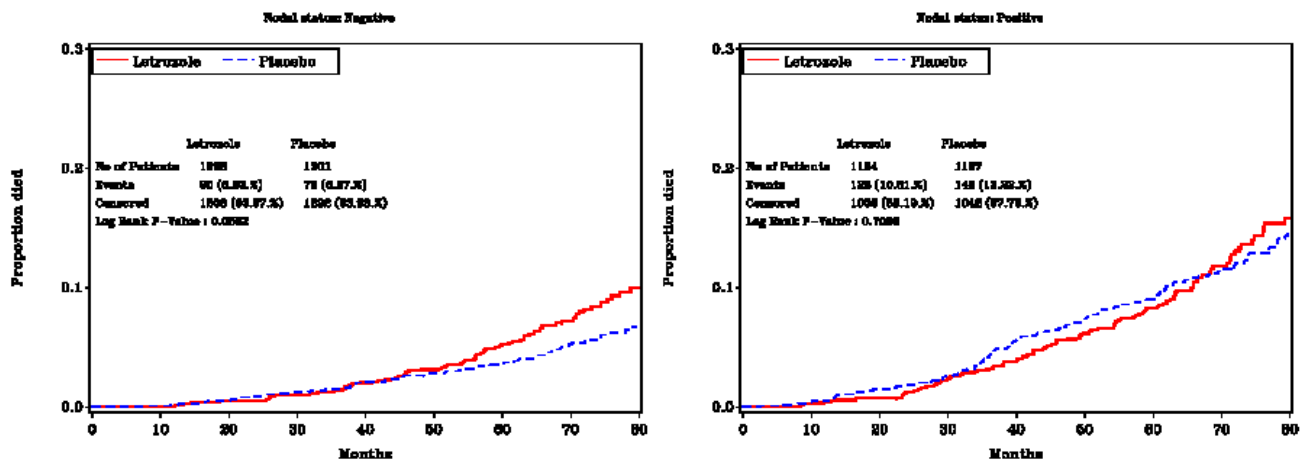 Nodal status: Negative
0.3
Letrozole Placebo
Letrozole Placebo
No of Patients
Events
Censored
Log Rank P-Value :
0.2
0.1
0.0
Proportion died
0 10 20 30 40 50 60 70 80
Months
Nodal status: Positive
0.3
Letrozole Placebo
Letrozole Placebo
No of Patients
Events
Censored
Log Rank P-Value :
0.2
0.1
0.0
Proportion died
0 10 20 30 40 50 60 70 80
Months